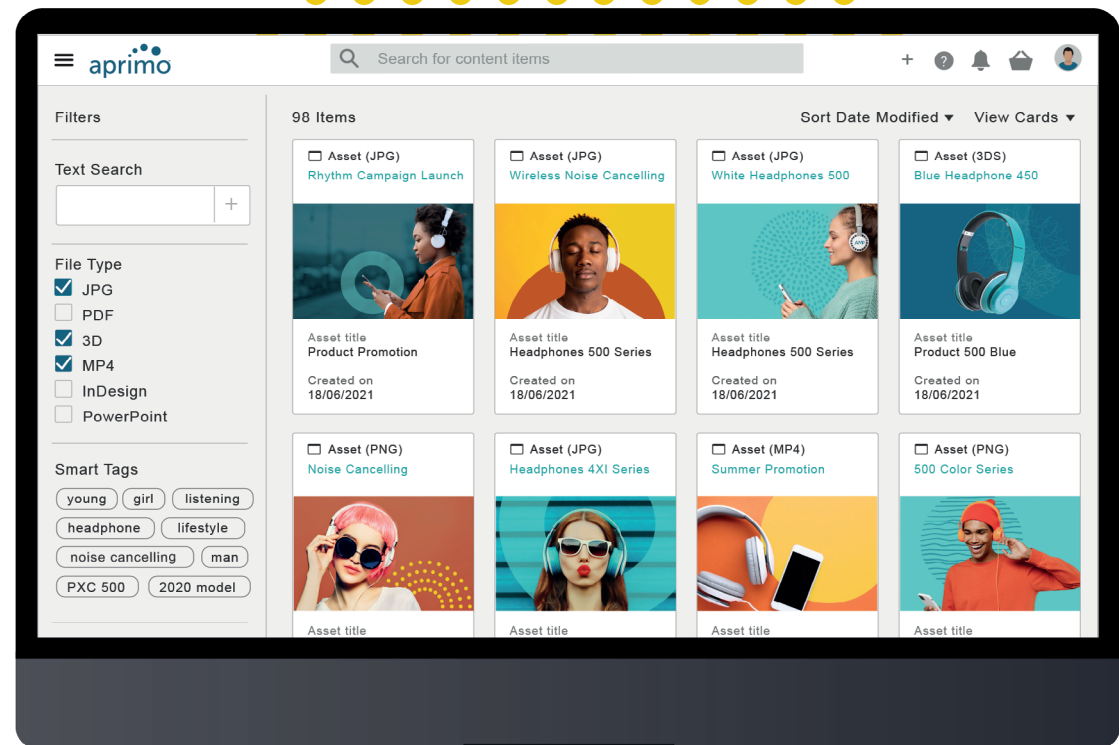 aprimo
Search for content items
+ ?
Filters
98 Items
Sort Date Modified ▼ View Cards ▼
Text Search
+
File Type
JPG
PDF
3D
MP4
InDesign
PowerPoint
Smart Tags
young girl listening
headphone lifestyle
noise cancelling man
PXC 500 2020 model
Asset (JPG)
Rhythm Campaign Launch
Asset title
Product Promotion
Created on
18/06/2021
Asset (JPG)
Wireless Noise Cancelling
Asset title
Headphones 500 Series
Created on
18/06/2021
Asset (JPG)
White Headphones 500
AMP
Asset title
Headphones 500 Series
Created on
18/06/2021
Asset (3DS)
Blue Headphone 450
Asset title
Product 500 Blue
Created on
18/06/2021
Asset (PNG)
Noise Cancelling
Asset title
Asset (JPG)
Headphones 4XI Series
Asset title
Asset (MP4)
Summer Promotion
Asset title
Asset (PNG)
500 Color Series
Asset title